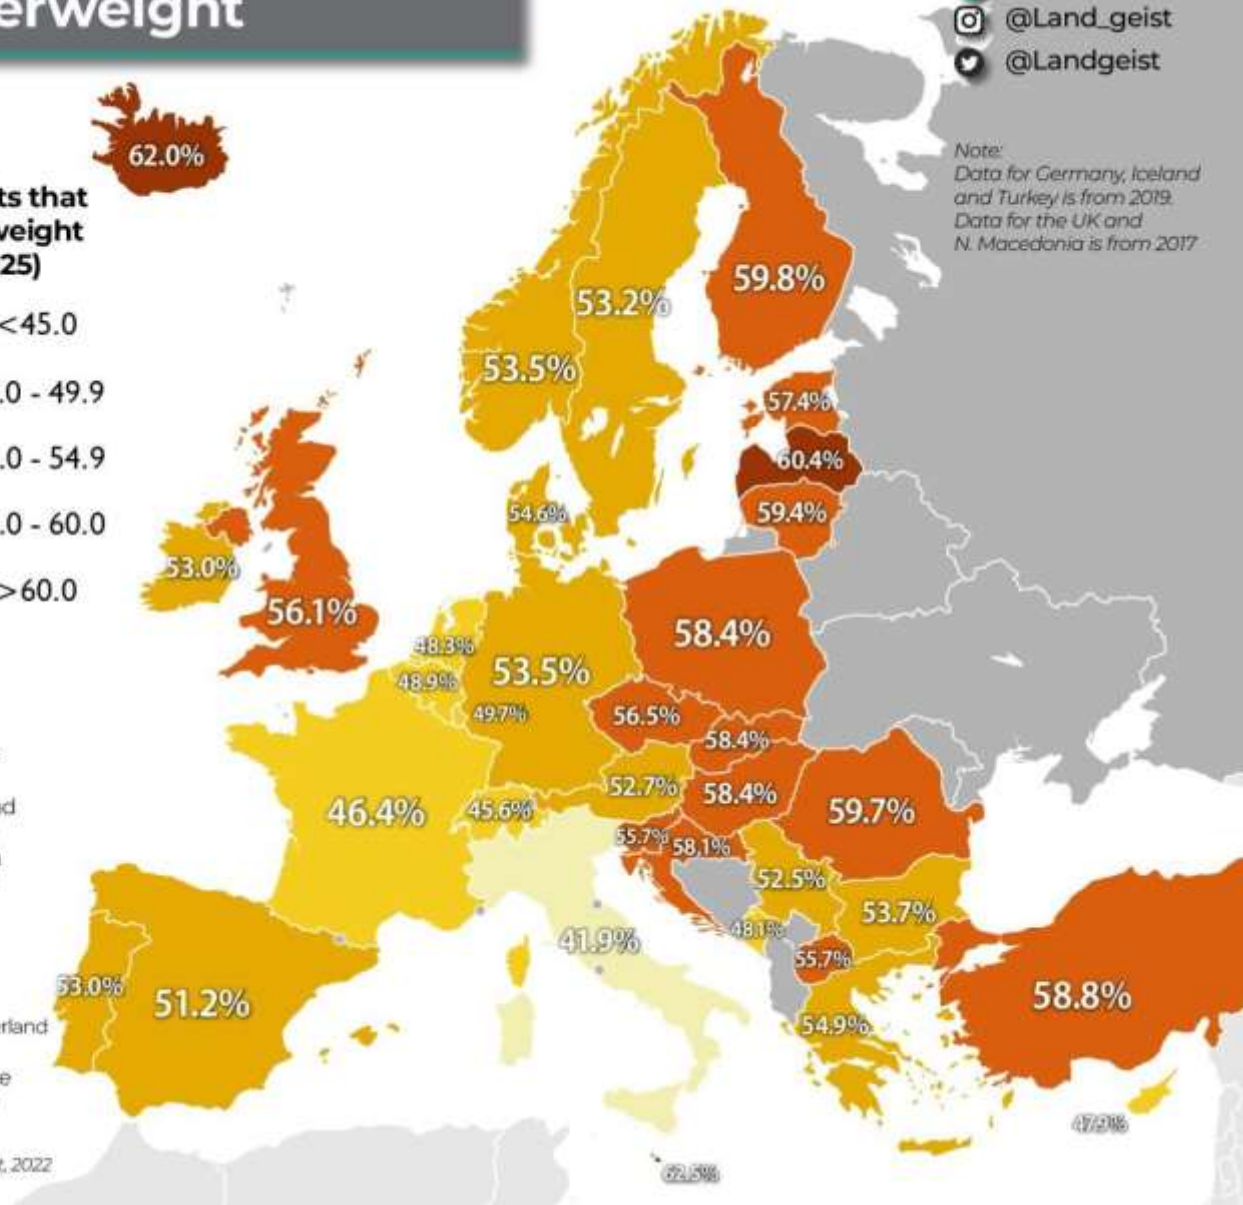 erweight
@Land_geist
@Landgeist
Note:
Data for Germany, Iceland
and Turkey is from 2019.
Data for the UK and
N. Macedonia is from 2017
62.0%
ts that
weight
25)
<45.0
.0 - 49.9
.0 - 54.9
.0 - 60.0
>60.0
59.8%
53.2%
53.5%
57.4%
60.4%
59.4%
54.6%
53.0%
56.1%
58.4%
48.3%
48.9%
53.5%
49.7%
56.5%
58.4%
52.7%
58.4%
46.4%
45.6%
59.7%
55.7%
58.1%
52.5%
53.7%
48.1%
41.9%
55.7%
53.0%
51.2%
58.8%
54.9%
47.9%
62.5%
d
erland
e
t, 2022